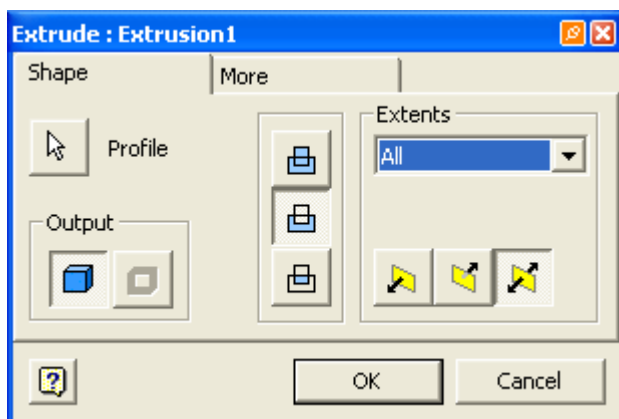 Extrude : Extrusion1
Shape
More
Profile
Extents
All
Output
?
OK
Cancel